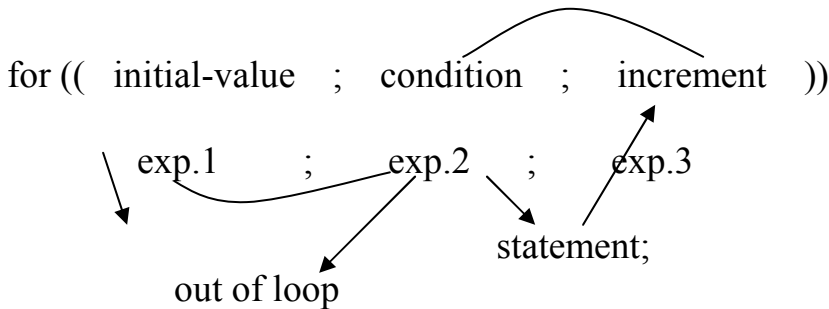 for (( initial-value ; condition ; increment ))
exp.1 ; exp.2 ; exp.3
statement;
out of loop